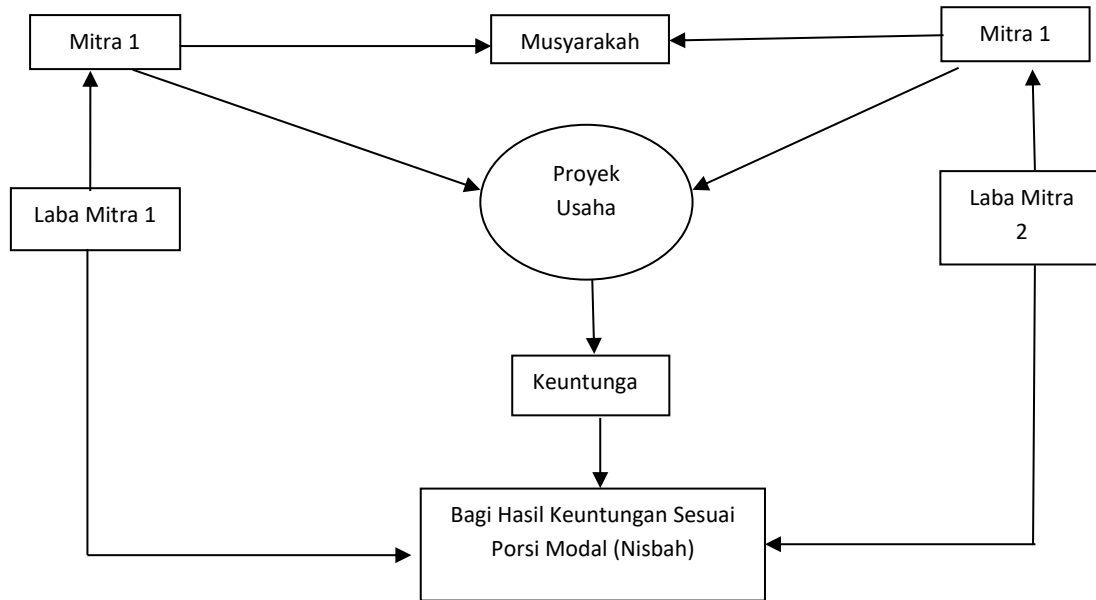 Mitra 1
Musyarakah
Mitra 1
Proyek
Usaha
Laba Mitra 1
Laba Mitra
2
Keuntunga
Bagi Hasil Keuntungan Sesuai
Porsi Modal (Nisbah)